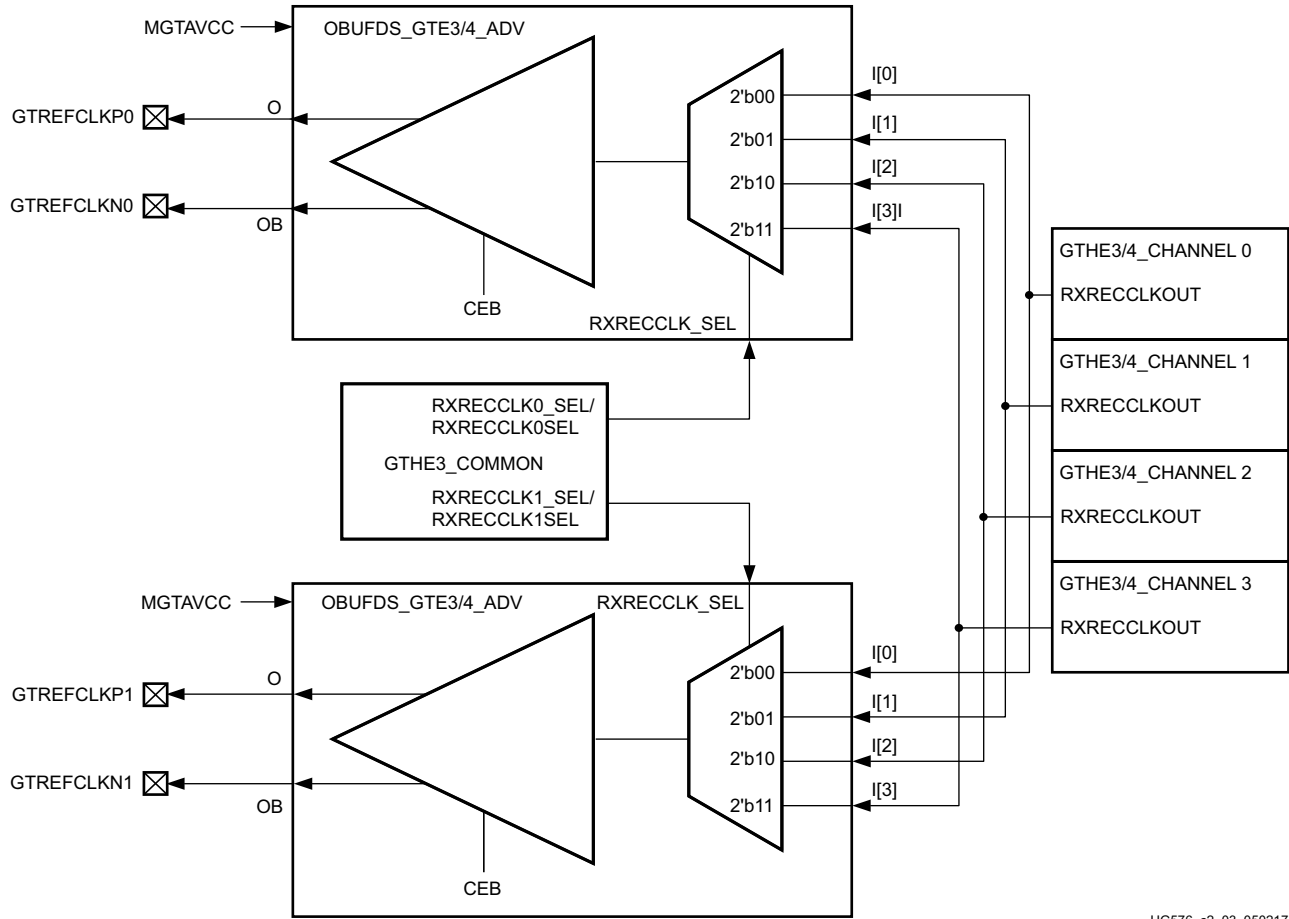 MGTAVCC
OBUFDS_GTE3/4_ADV
GTREFCLKP0
O
GTREFCLKN0
OB
CEB
2'b00
2'b01
2'b10
2'b11
I[0]
I[1]
I[2]
I[3]I
RXRECCLK_SEL
GTHE3/4_CHANNEL 0
RXRECCLKOUT
GTHE3/4_CHANNEL 1
RXRECCLKOUT
GTHE3/4_CHANNEL 2
RXRECCLKOUT
GTHE3/4_CHANNEL 3
RXRECCLKOUT
RXRECCLK0_SEL/
RXRECCLK0SEL
GTHE3_COMMON
RXRECCLK1_SEL/
RXRECCLK1SEL
MGTAVCC
OBUFDS_GTE3/4_ADV
RXRECCLK_SEL
GTREFCLKP1
O
GTREFCLKN1
OB
CEB
2'b00
2'b01
2'b10
2'b11
I[0]
I[1]
I[2]
I[3]